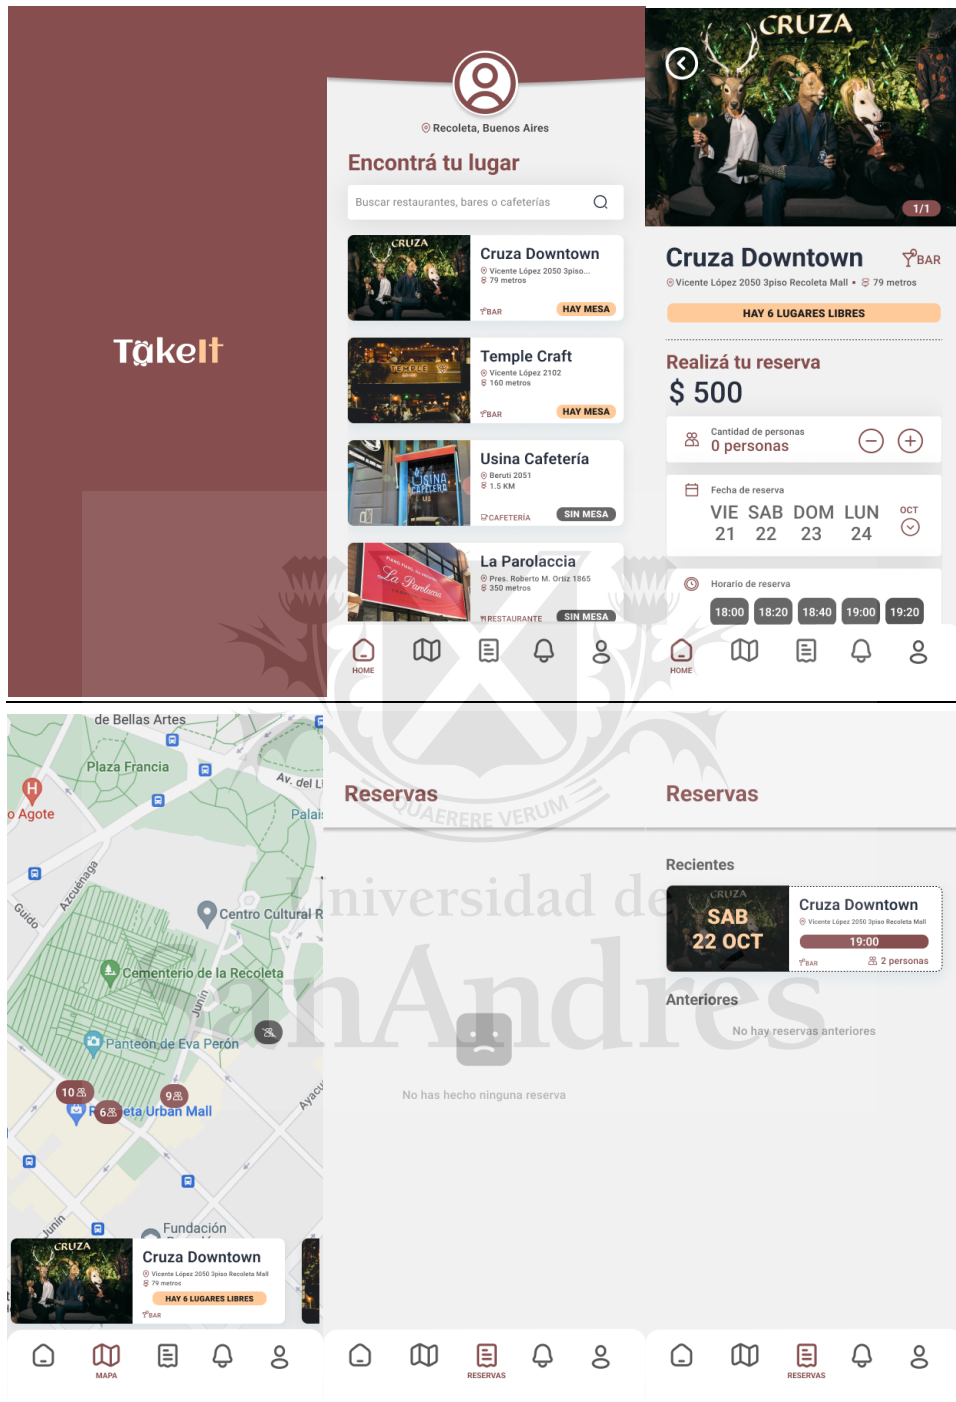 TakeIt
Recoleta, Buenos Aires
Encontrá tu lugar
Buscar restaurantes, bares o cafeterías
CRUZA
Cruza Downtown
Vicente López 2050 3piso...
79 metros
BAR
HAY MESA
TEMPLE
Temple Craft
Vicente López 2102
160 metros
BAR
HAY MESA
USINA
CAFETERA
Usina Cafetería
Beruti 2051
1.5 KM
CAFETERÍA
SIN MESA
La Parolaccia
La Parolaccia
Pres. Roberto M. Ortiz 1865
350 metros
RESTAURANTE
SIN MESA
HOME
CRUZA
1/1
Cruza Downtown
BAR
Vicente López 2050 3piso Recoleta Mall • 79 metros
HAY 6 LUGARES LIBRES
Realizá tu reserva
$ 500
Cantidad de personas
0 personas
Fecha de reserva
VIE SAB DOM LUN OCT
21 22 23 24
Horario de reserva
18:00 18:20 18:40 19:00 19:20
HOME
de Bellas Artes
Plaza Francia
Av. del L
H
o Agote
Palai
Azcuénaga
Guido
Centro Cultural R
Cementerio de la Recoleta
Junín
Panteón de Eva Perón
10
9
6
R eta Urban Mall
Ayacu
Junín
Fundación
CRUZA
Cruza Downtown
Vicente López 2050 3piso Recoleta Mall
79 metros
HAY 6 LUGARES LIBRES
BAR
MAPA
Reservas
No has hecho ninguna reserva
RESERVAS
Reservas
Recientes
CRUZA
SAB
22 OCT
Cruza Downtown
Vicente López 2050 3piso Recoleta Mall
19:00
BAR
2 personas
Anteriores
No hay reservas anteriores
RESERVAS
QUAERERE VERUM
Universidad de
SanAndrés